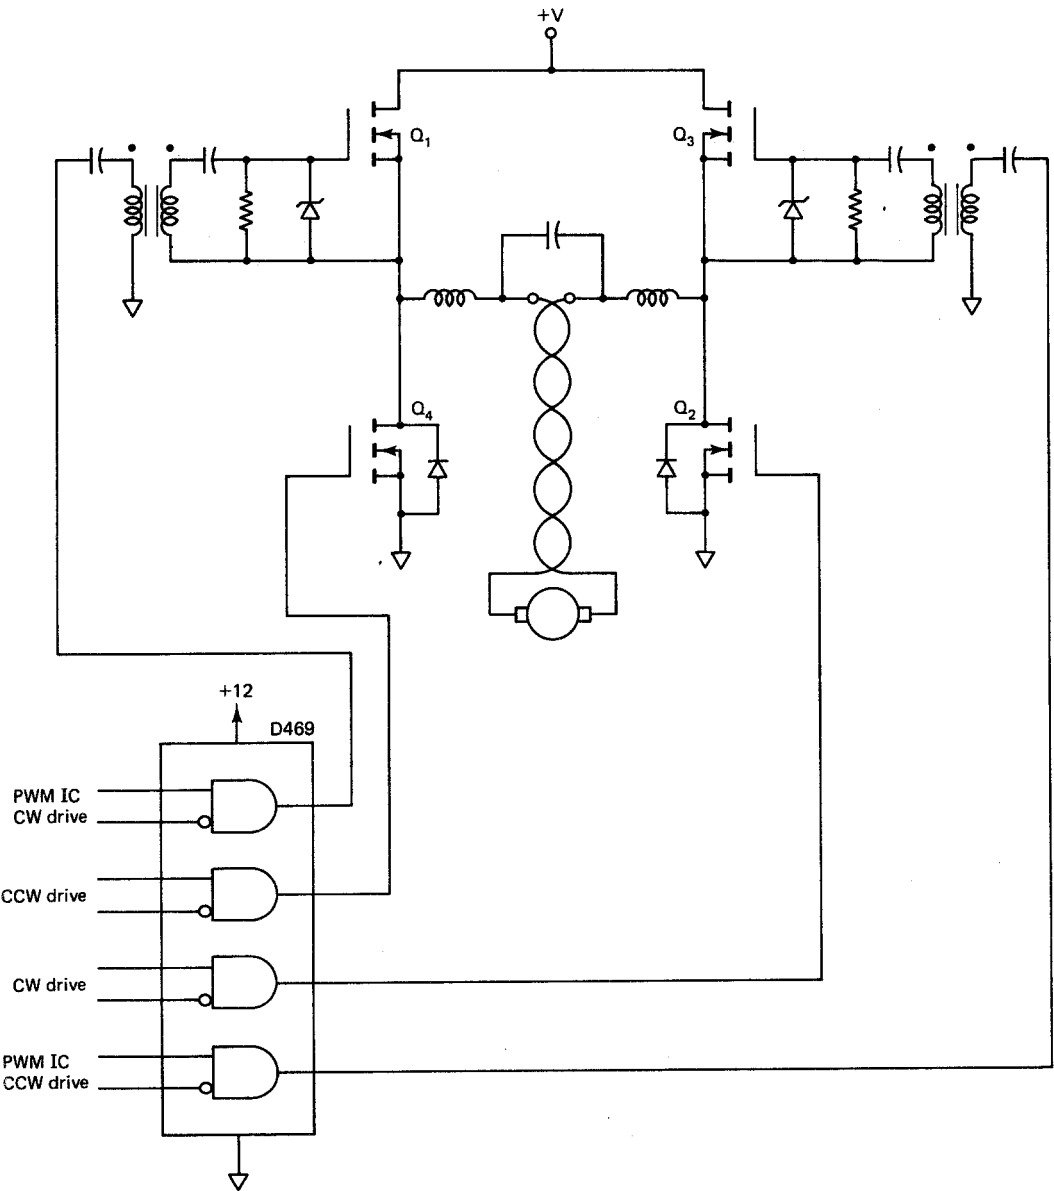 +V
Q1
Q3
Q4
Q2
+12
D469
PWM IC
CW drive
CCW drive
CW drive
PWM IC
CCW drive